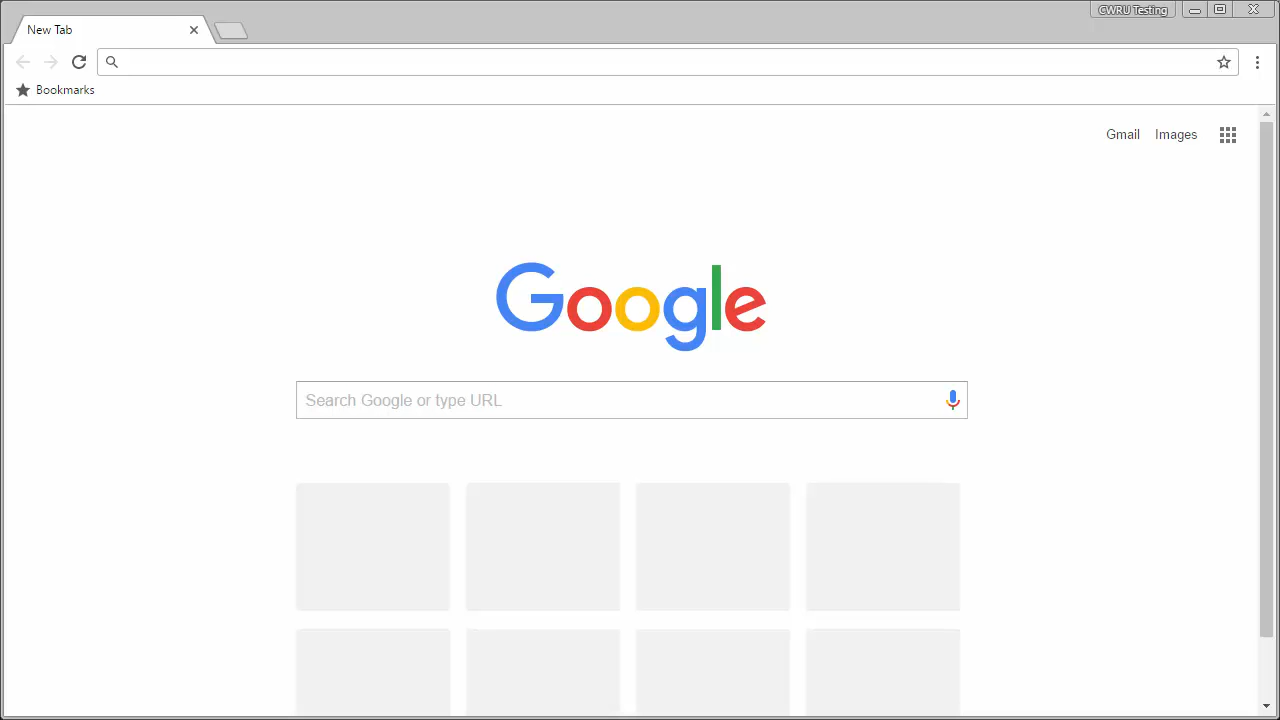 CWRU Testing
New Tab
Bookmarks
Gmail Images
Google
Search Google or type URL